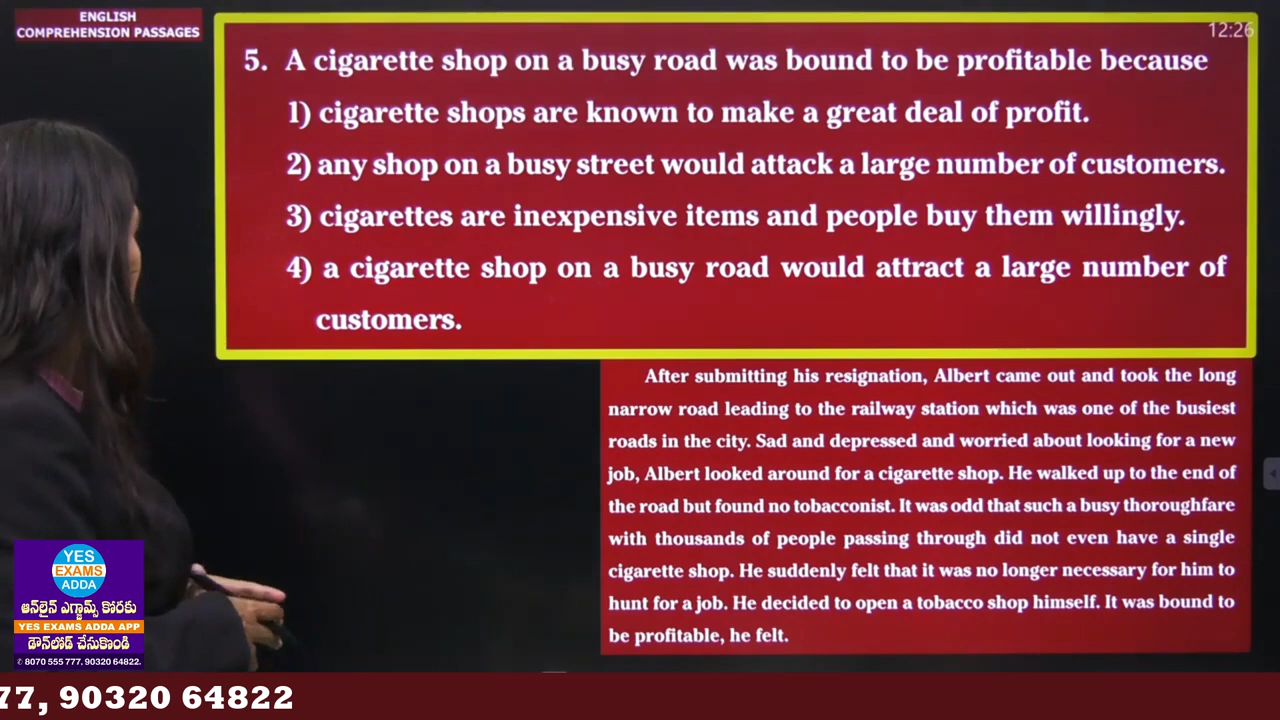 ENGLISH
COMPREHENSION PASSAGES
12:26
5. A cigarette shop on a busy road was bound to be profitable because
1) cigarette shops are known to make a great deal of profit.
2) any shop on a busy street would attack a large number of customers.
3) cigarettes are inexpensive items and people buy them willingly.
4) a cigarette shop on a busy road would attract a large number of
customers.
After submitting his resignation, Albert came out and took the long
narrow road leading to the railway station which was one of the busiest
roads in the city. Sad and depressed and worried about looking for a new
job, Albert looked around for a cigarette shop. He walked up to the end of
the road but found no tobacconist. It was odd that such a busy thoroughfare
with thousands of people passing through did not even have a single
cigarette shop. He suddenly felt that it was no longer necessary for him to
hunt for a job. He decided to open a tobacco shop himself. It was bound to
be profitable, he felt.
YES
EXAMS
ADDA
ఆన్‌లైన్ ఎగ్జామ్స్ కొరకు
YES EXAMS ADDA APP
డౌన్‌లోడ్ చేసుకొండి
✆ 8070 555 777, 90320 64822.
77, 90320 64822